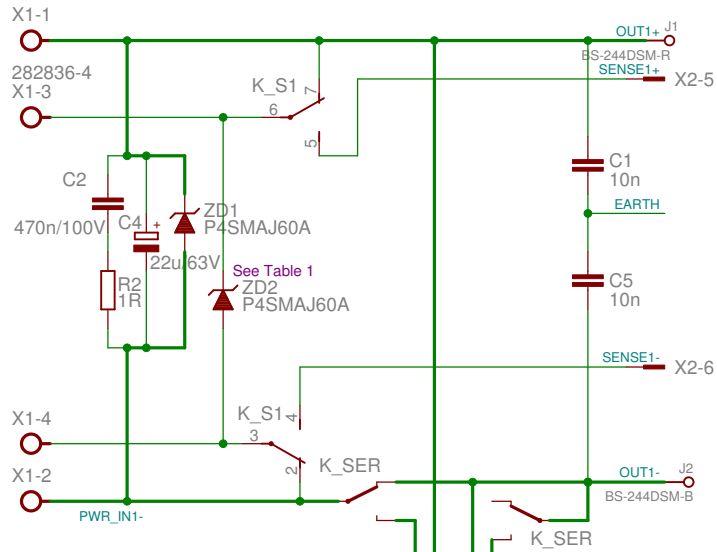 X1-1
OUT1+
J1
BS-244DSM-R
282836-4
SENSE1+
X1-3
K_S1
X2-5
7
6
5
C1
10n
C2
EARTH
C4
+
ZD1
470n/100V
P4SMAJ60A
22u/63V
See Table 1
R2
1R
ZD2
P4SMAJ60A
C5
10n
SENSE1-
X2-6
X1-4
K_S1
4
3
2
K_SER
X1-2
OUT1-
J2
BS-244DSM-B
PWR_IN1-
K_SER